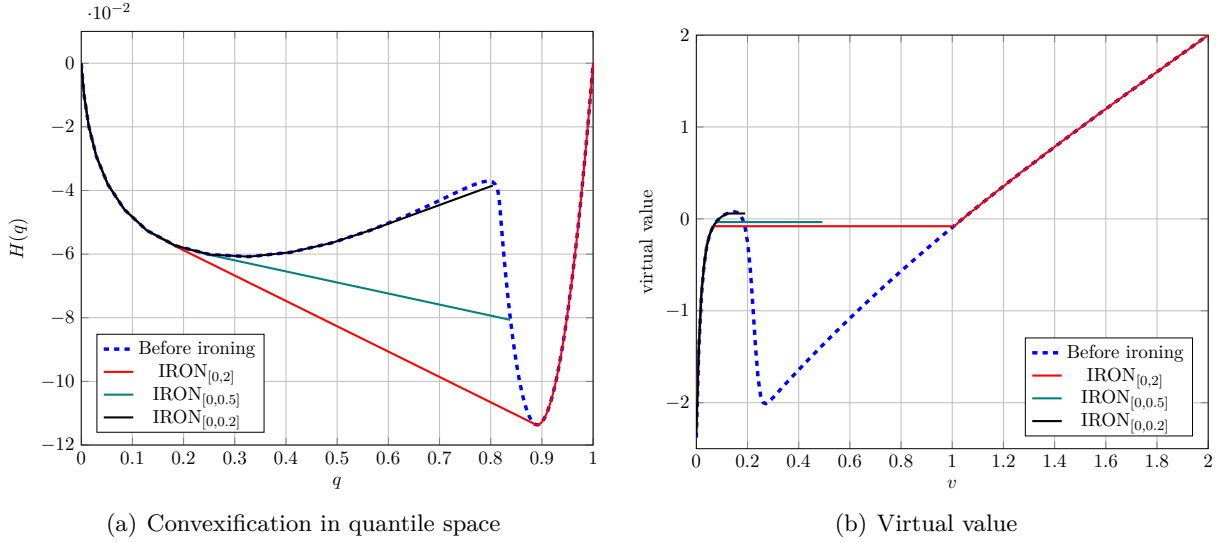 ·10⁻²
0
−2
−4
−6
−8
−10
−12
H(q)
0 0.1 0.2 0.3 0.4 0.5 0.6 0.7 0.8 0.9 1
q
Before ironing
IRON[0,2]
IRON[0,0.5]
IRON[0,0.2]
(a) Convexification in quantile space
2
1
0
−1
−2
virtual value
0 0.2 0.4 0.6 0.8 1 1.2 1.4 1.6 1.8 2
v
Before ironing
IRON[0,2]
IRON[0,0.5]
IRON[0,0.2]
(b) Virtual value